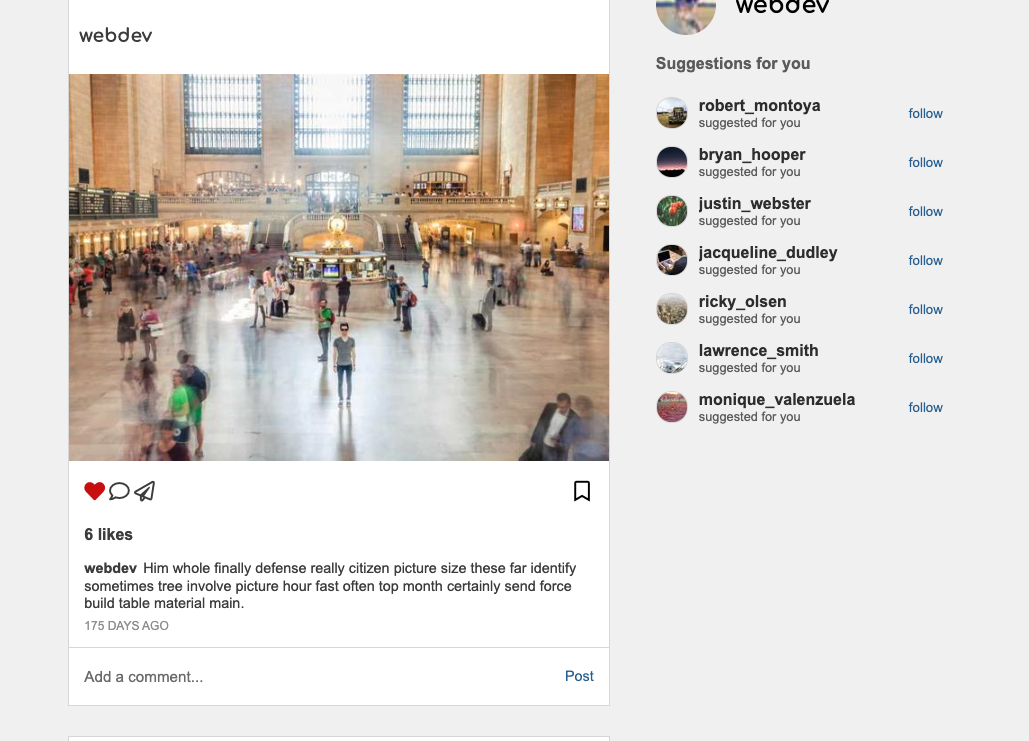 webdev
6 likes
webdev Him whole finally defense really citizen picture size these far identify
sometimes tree involve picture hour fast often top month certainly send force
build table material main.
175 DAYS AGO
Add a comment...
Post
webdev
Suggestions for you
robert_montoya
suggested for you
follow
bryan_hooper
suggested for you
follow
justin_webster
suggested for you
follow
jacqueline_dudley
suggested for you
follow
ricky_olsen
suggested for you
follow
lawrence_smith
suggested for you
follow
monique_valenzuela
suggested for you
follow